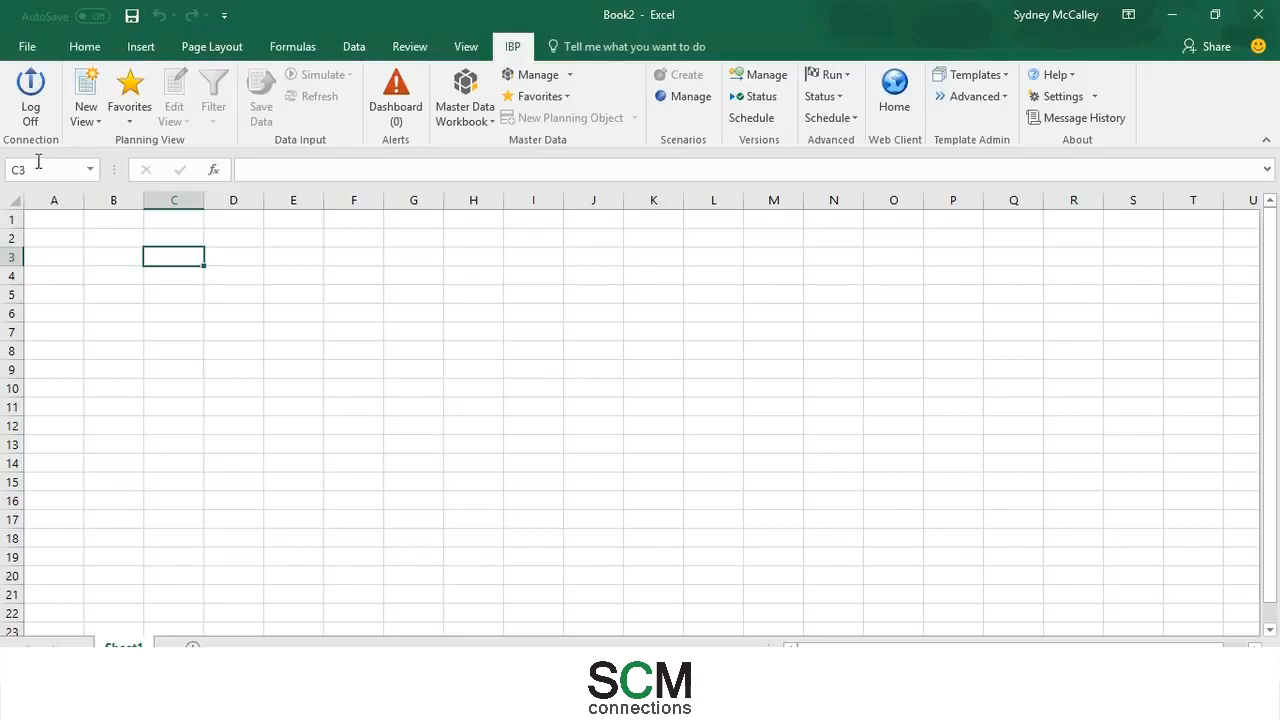 AutoSave Off
Book2 - Excel
Sydney McCalley
File Home Insert Page Layout Formulas Data Review View IBP Tell me what you want to do Share
Log Off
Connection
New View
Favorites
Edit View
Filter
Planning View
Save Data
Simulate
Refresh
Data Input
Dashboard (0)
Alerts
Master Data Workbook
Manage
Favorites
New Planning Object
Master Data
Create
Manage
Scenarios
Manage
Status
Schedule
Versions
Run
Status
Schedule
Advanced
Home
Web Client
Templates
Advanced
Template Admin
Help
Settings
Message History
About
C3 fx
A B C D E F G H I J K L M N O P Q R S T U
1
2
3
4
5
6
7
8
9
10
11
12
13
14
15
16
17
18
19
20
21
22
23
Sheet1
SCM
connections